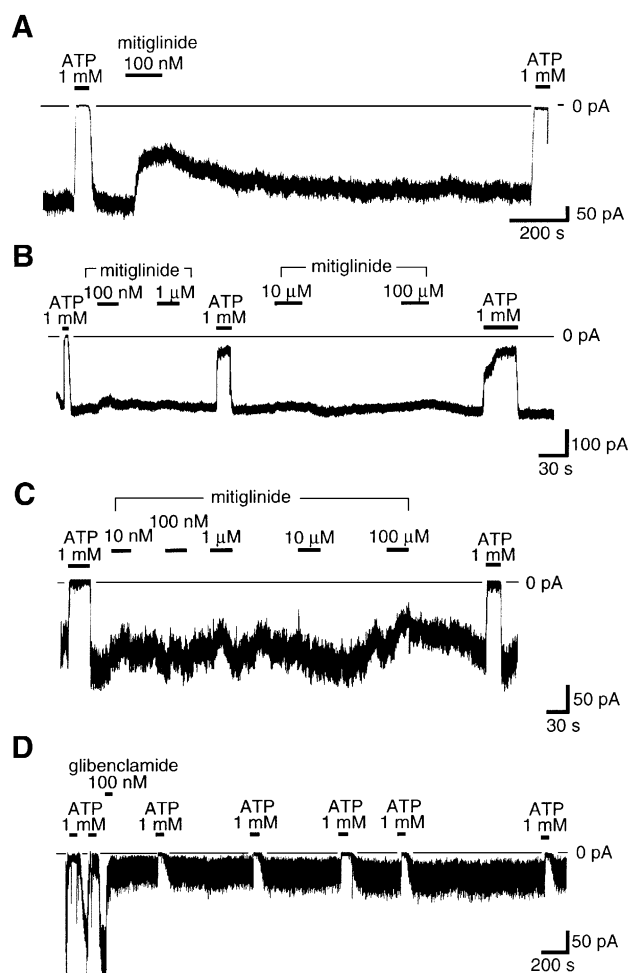 A
mitiglinide
100 nM
ATP
1 mM
ATP
1 mM
0 pA
50 pA
200 s
B
mitiglinide
mitiglinide
ATP
1 mM
100 nM
1 μM
ATP
1 mM
10 μM
100 μM
ATP
1 mM
0 pA
100 pA
30 s
C
mitiglinide
ATP
1 mM
10 nM
100 nM
1 μM
10 μM
100 μM
ATP
1 mM
0 pA
50 pA
30 s
D
glibenclamide
100 nM
ATP
1 mM
ATP
1 mM
ATP
1 mM
ATP
1 mM
ATP
1 mM
ATP
1 mM
0 pA
50 pA
200 s